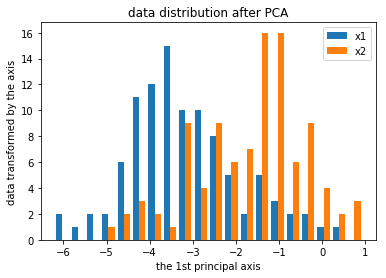 data distribution after PCA
x1
x2
data transformed by the axis
16
14
12
10
8
6
4
2
0
−6 −5 −4 −3 −2 −1 0 1
the 1st principal axis